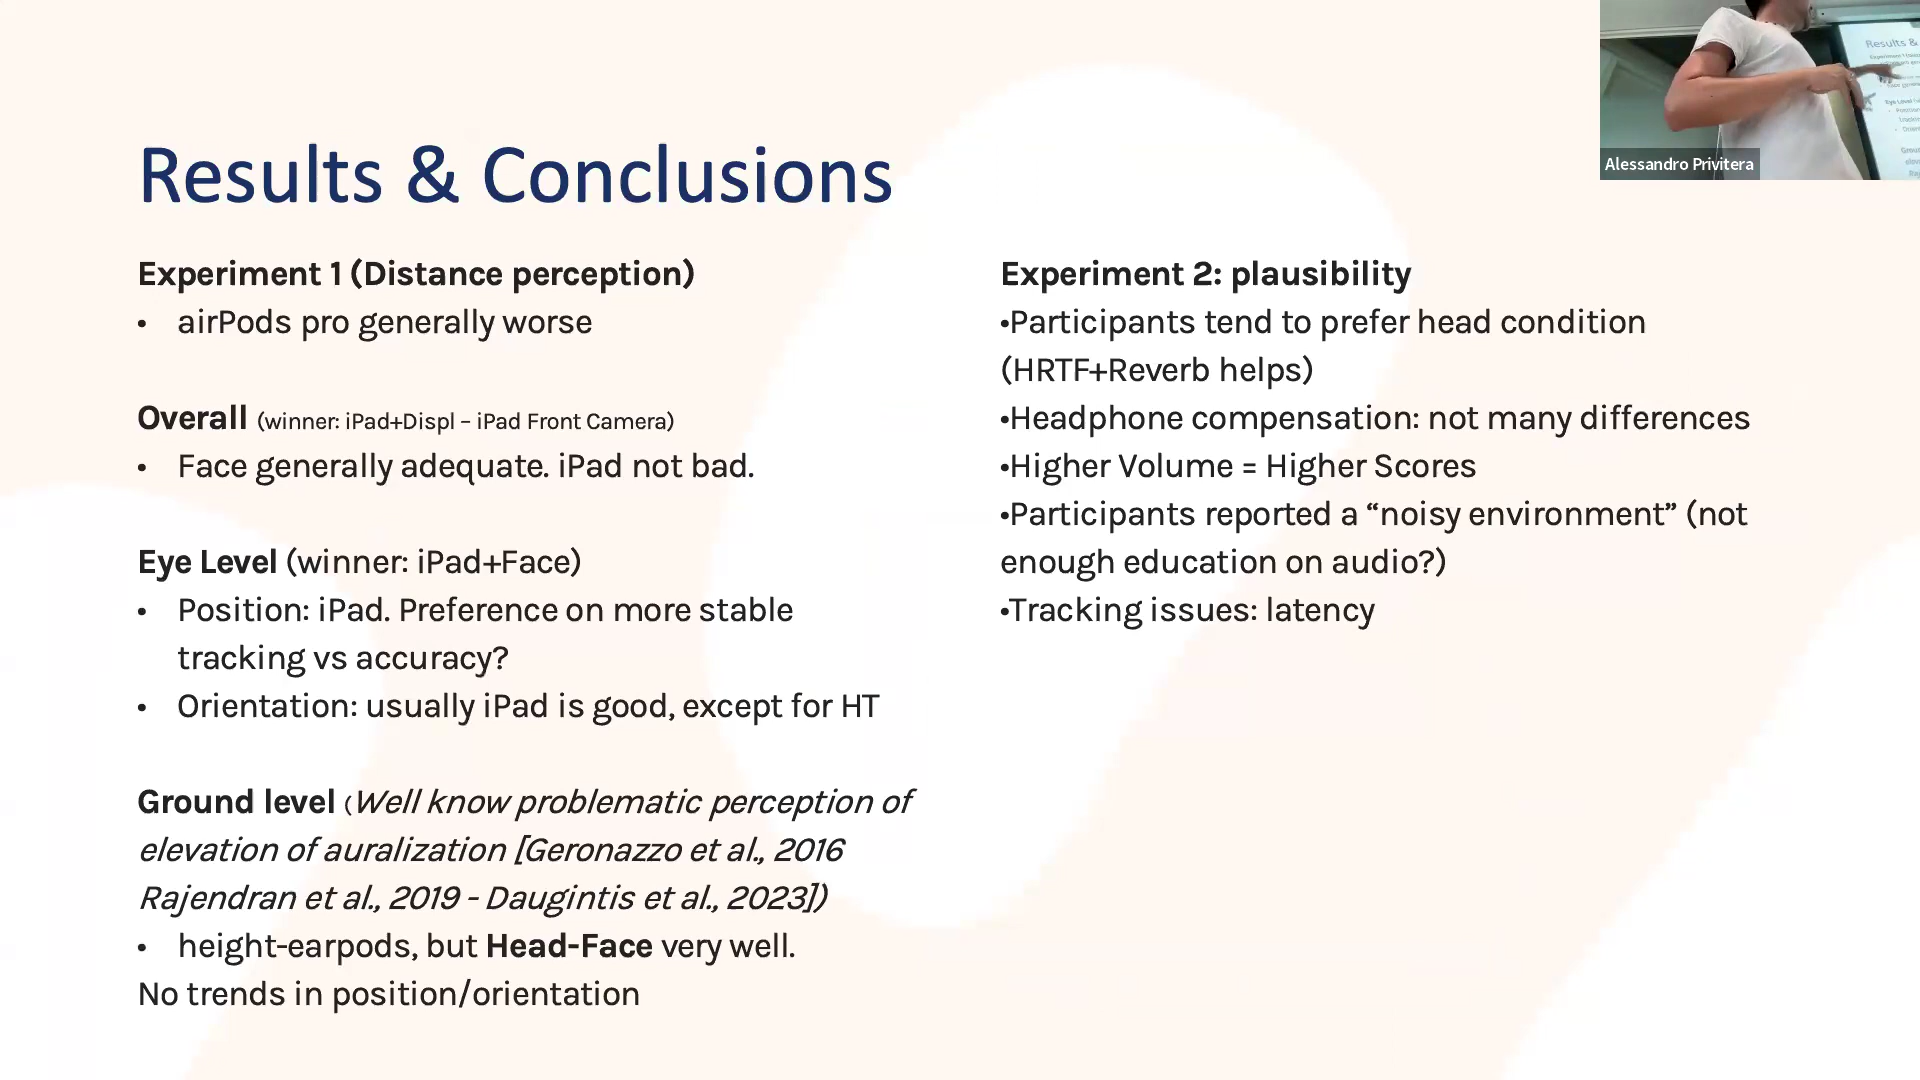 Results & Conclusions
Experiment 1 (Distance perception)
• airPods pro generally worse
Overall (winner: iPad+Displ – iPad Front Camera)
• Face generally adequate. iPad not bad.
Eye Level (winner: iPad+Face)
• Position: iPad. Preference on more stable
tracking vs accuracy?
• Orientation: usually iPad is good, except for HT
Ground level (Well know problematic perception of
elevation of auralization [Geronazzo et al., 2016
Rajendran et al., 2019 - Daugintis et al., 2023])
• height-earpods, but Head-Face very well.
No trends in position/orientation
Experiment 2: plausibility
•Participants tend to prefer head condition
(HRTF+Reverb helps)
•Headphone compensation: not many differences
•Higher Volume = Higher Scores
•Participants reported a “noisy environment” (not
enough education on audio?)
•Tracking issues: latency
Results &
Eye Level
Alessandro Privitera